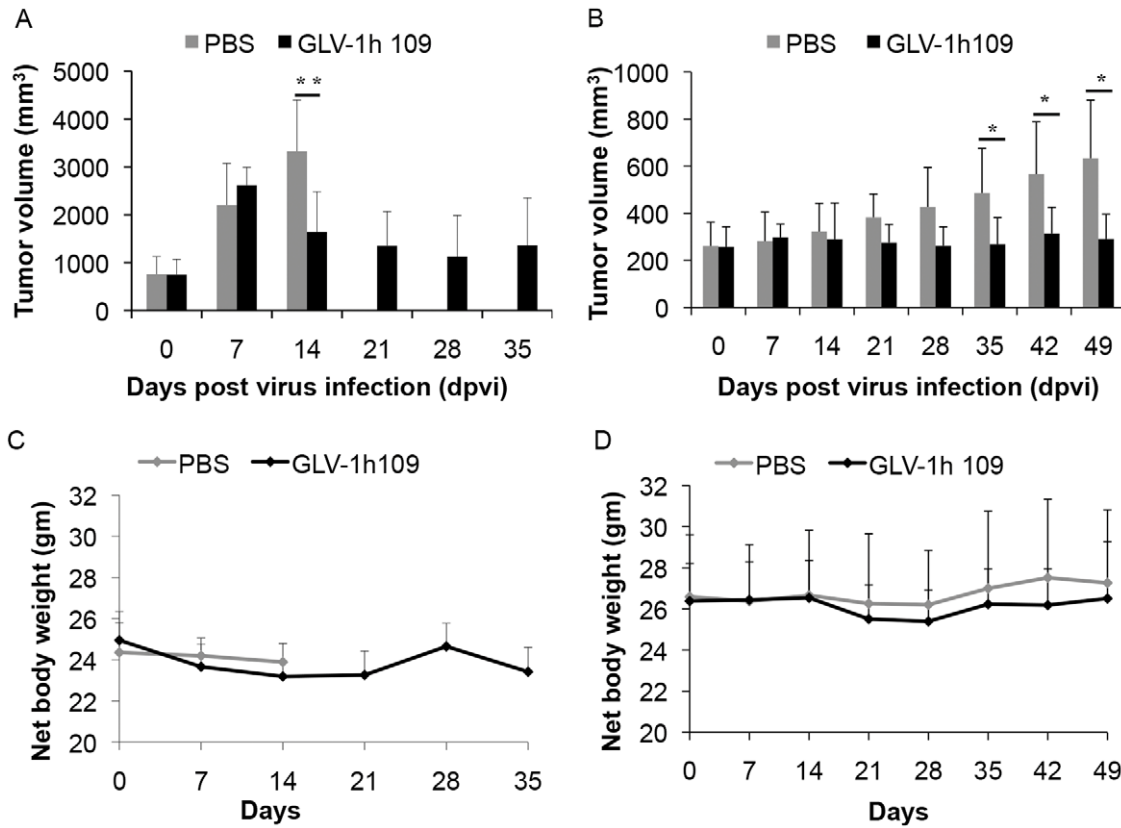 A
PBS GLV-1h 109
Tumor volume (mm³)
5000
4000
3000
2000
1000
0
* *
0 7 14 21 28 35
Days post virus infection (dpvi)
B
PBS GLV-1h109
Tumor volume (mm³)
1000
800
600
400
200
0
*
*
*
0 7 14 21 28 35 42 49
Days post virus infection (dpvi)
C
PBS GLV-1h109
Net body weight (gm)
32
30
28
26
24
22
20
0 7 14 21 28 35
Days
D
PBS GLV-1h 109
Net body weight (gm)
32
30
28
26
24
22
20
0 7 14 21 28 35 42 49
Days